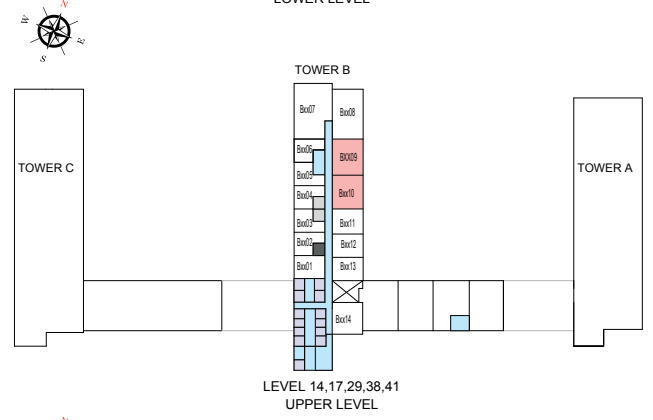 LOWER LEVEL
N
W
E
S
TOWER B
Bxx07
Bxx08
Bxx06
BXX09
TOWER C
TOWER A
Bxx05
Bxx04
Bxx10
Bxx03
Bxx11
Bxx02
Bxx12
Bxx01
Bxx13
Bxx14
LEVEL 14,17,29,38,41
UPPER LEVEL
N